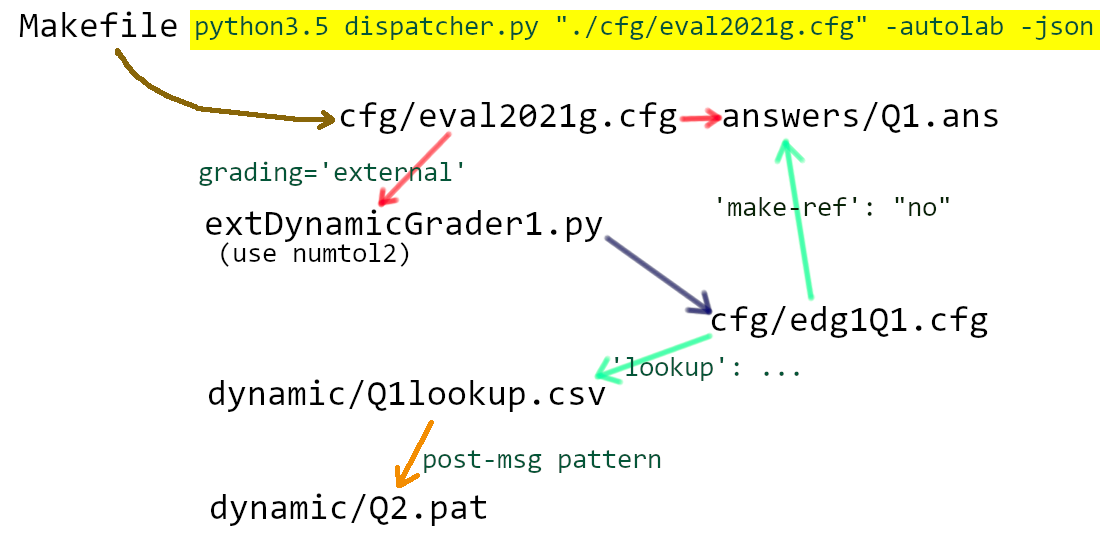 Makefile python3.5 dispatcher.py "./cfg/eval2021g.cfg" -autolab -json
cfg/eval2021g.cfg answers/Q1.ans
grading='external'
'make-ref': "no"
extDynamicGrader1.py
(use numtol2)
cfg/edg1Q1.cfg
'lookup': ...
dynamic/Q1lookup.csv
post-msg pattern
dynamic/Q2.pat